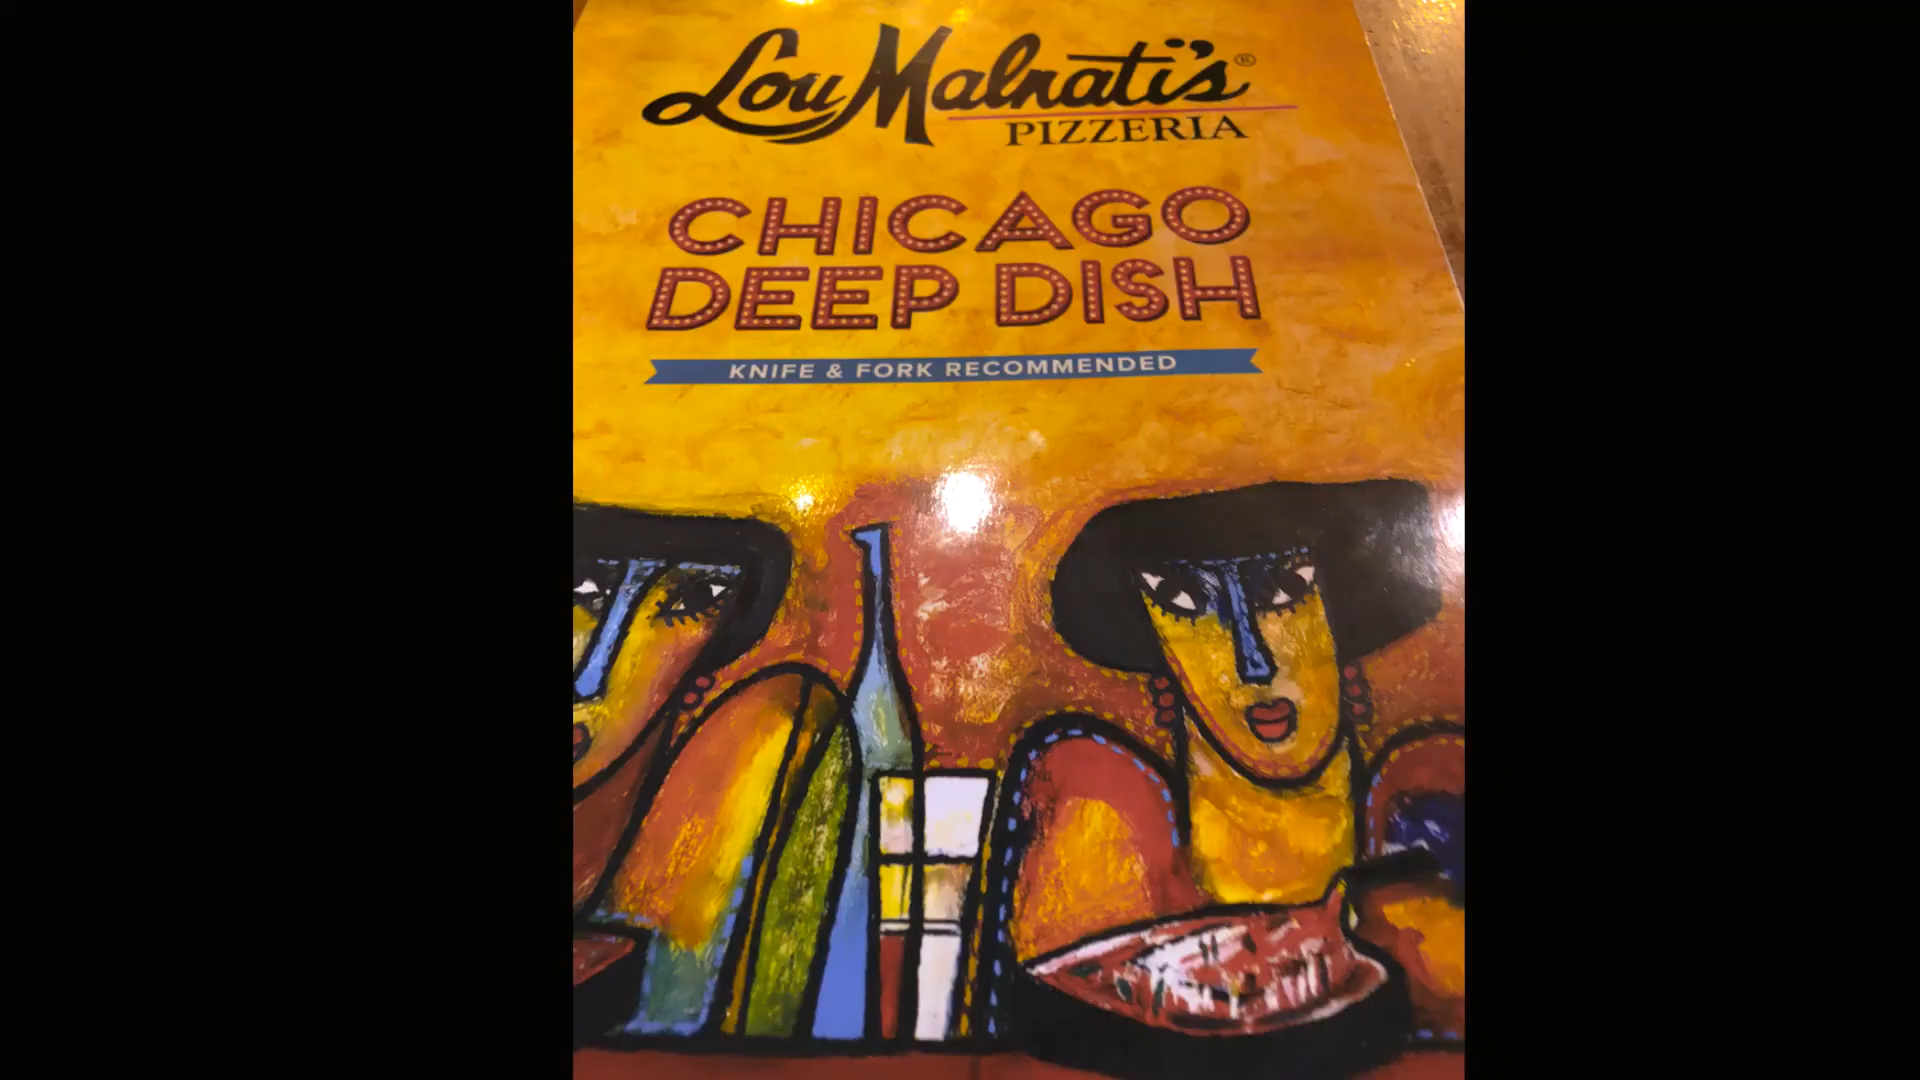 Lou Malnati's®
PIZZERIA
CHICAGO
DEEP DISH
KNIFE & FORK RECOMMENDED